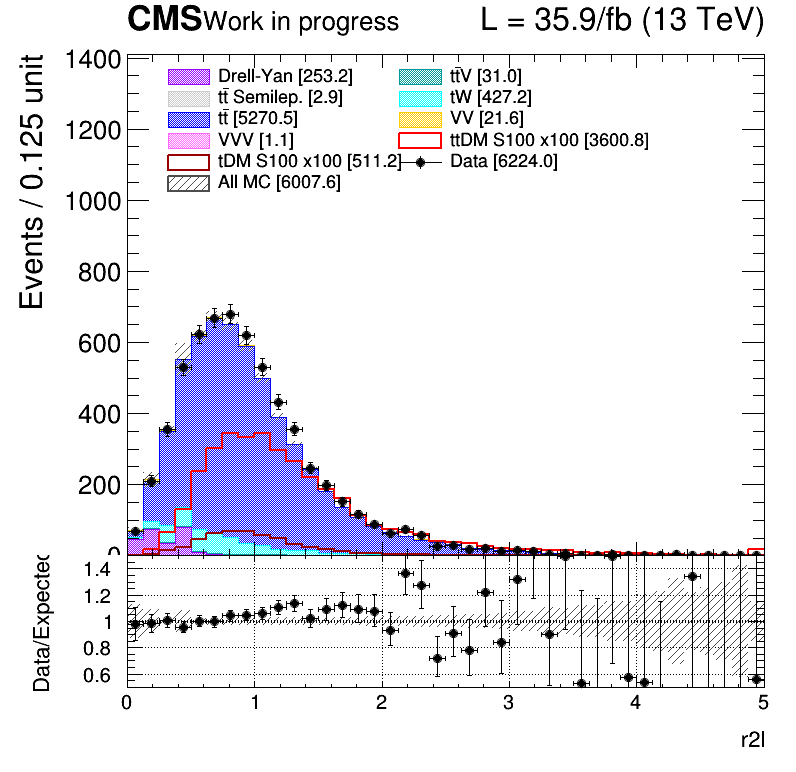 CMS Work in progress L = 35.9/fb (13 TeV)
Events / 0.125 unit
1400
1200
1000
800
600
400
200
0
Drell-Yan [253.2] tt̄V [31.0]
tt̄ Semilep. [2.9] tW [427.2]
tt̄ [5270.5] VV [21.6]
VVV [1.1] ttDM S100 x100 [3600.8]
tDM S100 x100 [511.2] Data [6224.0]
All MC [6007.6]
Data/Expected
1.4
1.2
1
0.8
0.6
0 1 2 3 4 5
r2l